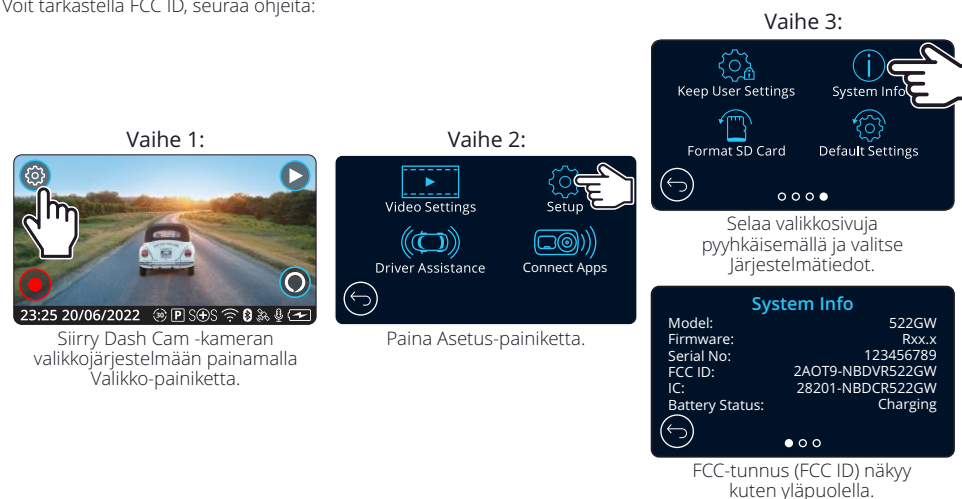 Voit tarkastella FCC ID, seuraa ohjeita:
Vaihe 1:
23:25 20/06/2022 30 P S S
Siirry Dash Cam -kameran
valikkojärjestelmään painamalla
Valikko-painiketta.
Vaihe 2:
Video Settings
Setup
Driver Assistance
Connect Apps
Paina Asetus-painiketta.
Vaihe 3:
Keep User Settings
System Info
Format SD Card
Default Settings
Selaa valikkosivuja
pyyhkäisemällä ja valitse
Järjestelmätiedot.
System Info
Model: 522GW
Firmware: Rxx.x
Serial No: 123456789
FCC ID: 2AOT9-NBDVR522GW
IC: 28201-NBDCR522GW
Battery Status: Charging
FCC-tunnus (FCC ID) näkyy
kuten yläpuolella.